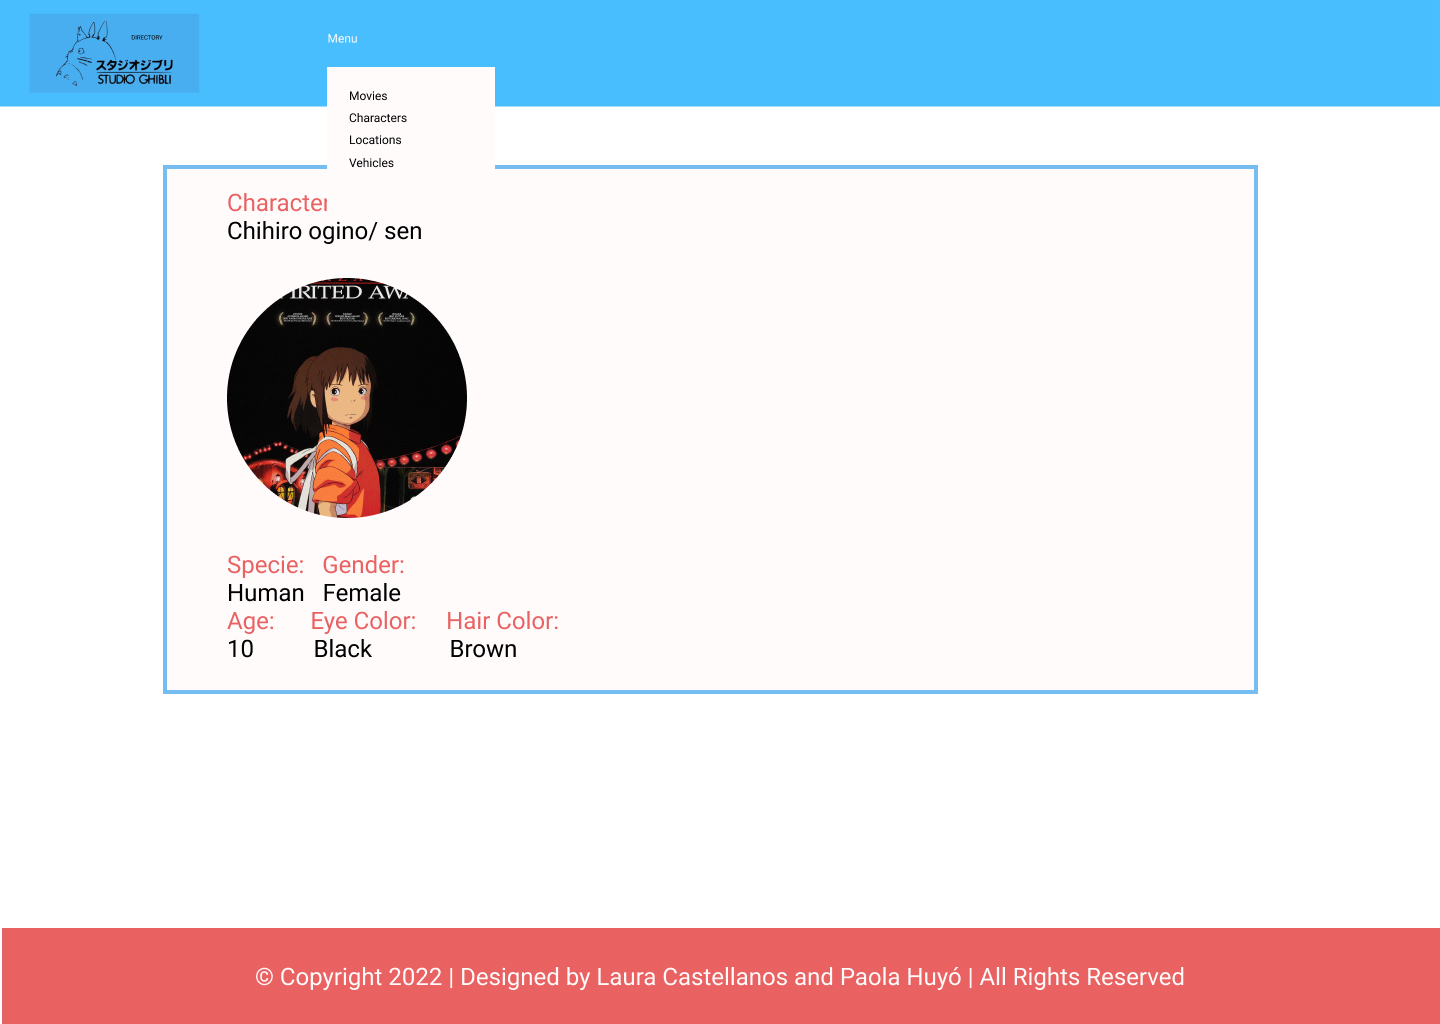 DIRECTORY
スタジオジブリ
STUDIO GHIBLI
Menu
Movies
Characters
Locations
Vehicles
Character
Chihiro ogino/ sen
IRITED AWA
Specie: Gender:
Human Female
Age: Eye Color: Hair Color:
10 Black Brown
© Copyright 2022 | Designed by Laura Castellanos and Paola Huyó | All Rights Reserved